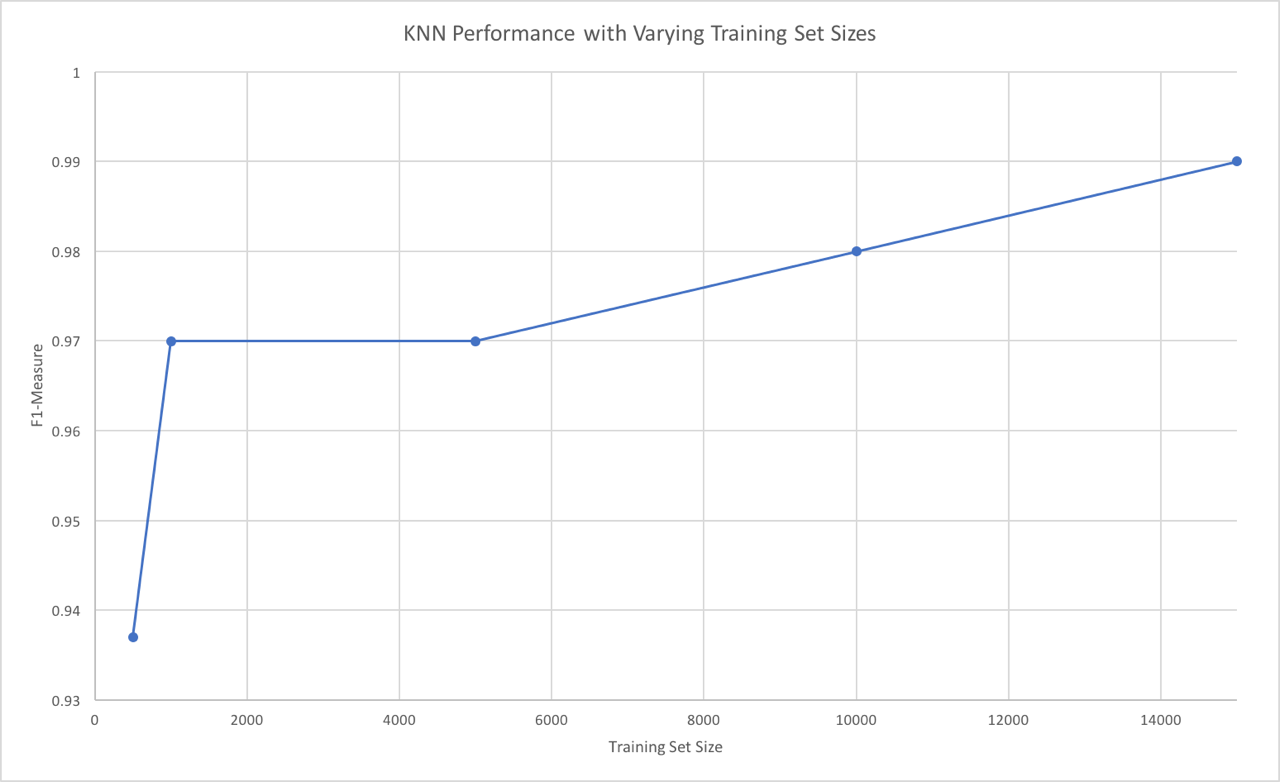 KNN Performance with Varying Training Set Sizes
1
0.99
0.98
0.97
0.96
0.95
0.94
0.93
F1-Measure
0 2000 4000 6000 8000 10000 12000 14000
Training Set Size